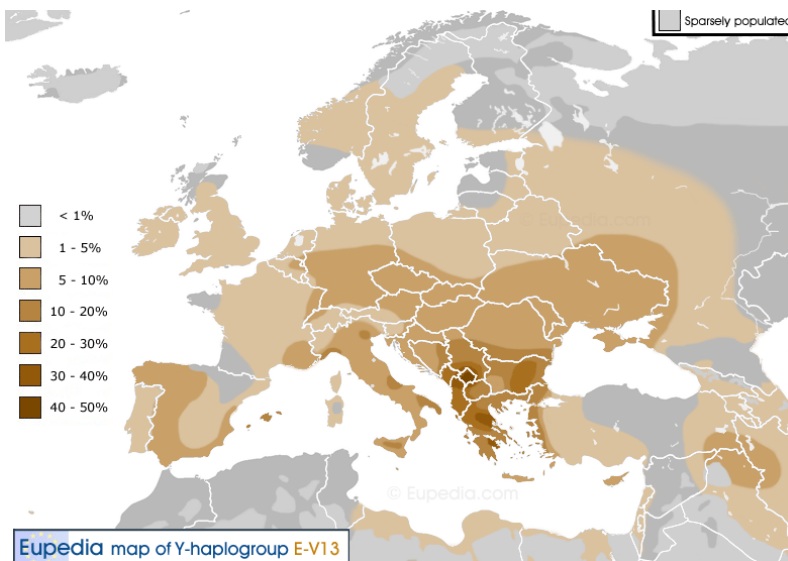 Sparsely populated
< 1%
1 - 5%
5 - 10%
10 - 20%
20 - 30%
30 - 40%
40 - 50%
© Eupedia.com
© Eupedia.com
Eupedia map of Y-haplogroup E-V13